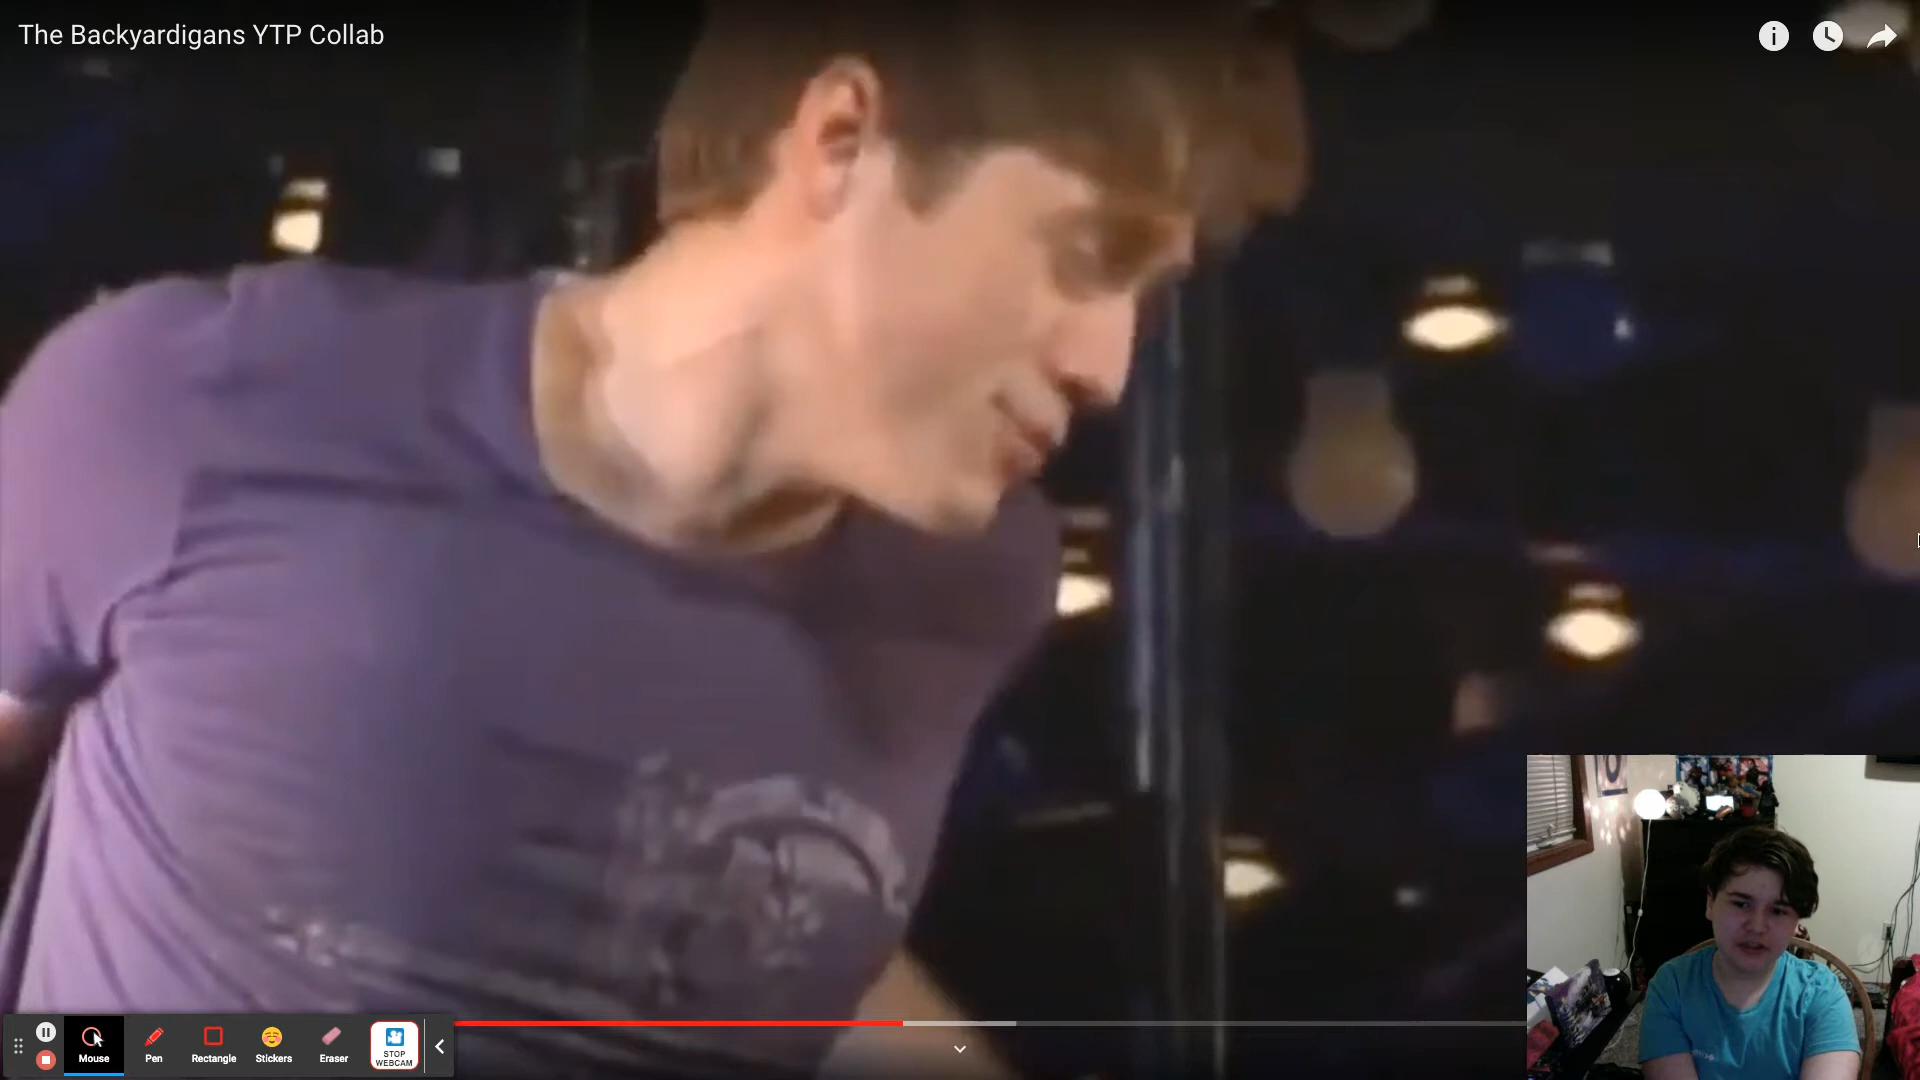 The Backyardigans YTP Collab
Mouse
Pen
Rectangle
Stickers
Eraser
STOP
WEBCAM